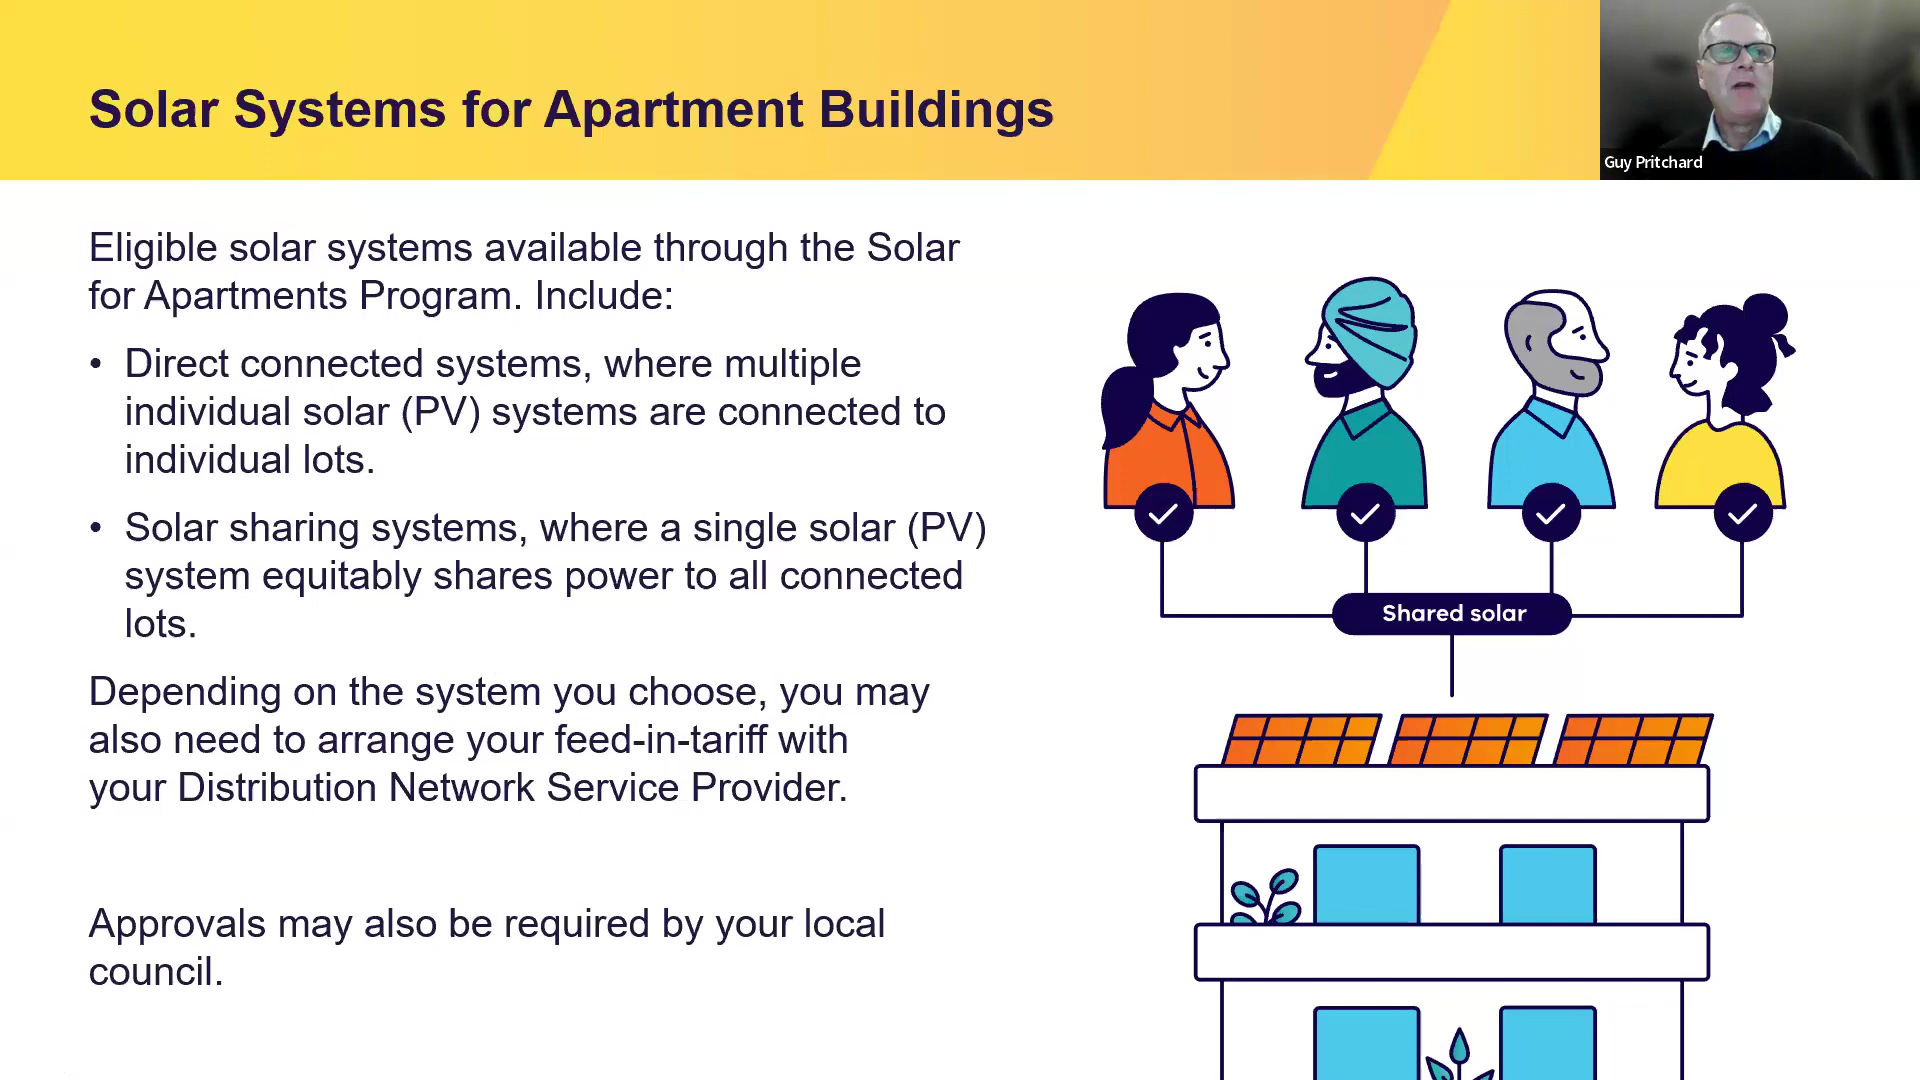 Solar Systems for Apartment Buildings
Guy Pritchard
Eligible solar systems available through the Solar
for Apartments Program. Include:
• Direct connected systems, where multiple
individual solar (PV) systems are connected to
individual lots.
• Solar sharing systems, where a single solar (PV)
system equitably shares power to all connected
lots.
Depending on the system you choose, you may
also need to arrange your feed-in-tariff with
your Distribution Network Service Provider.
Approvals may also be required by your local
council.
Shared solar